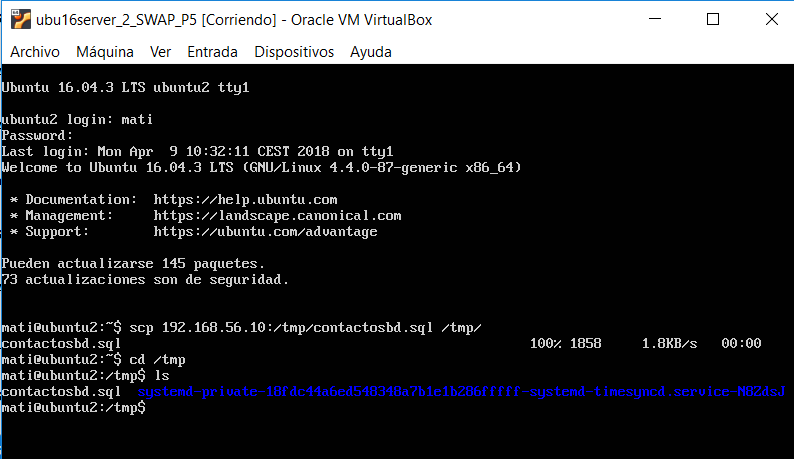 ubu16server_2_SWAP_P5 [Corriendo] - Oracle VM VirtualBox
Archivo Máquina Ver Entrada Dispositivos Ayuda
Ubuntu 16.04.3 LTS ubuntu2 tty1
ubuntu2 login: mati
Password:
Last login: Mon Apr  9 10:32:11 CEST 2018 on tty1
Welcome to Ubuntu 16.04.3 LTS (GNU/Linux 4.4.0-87-generic x86_64)
* Documentation:  https://help.ubuntu.com
* Management:     https://landscape.canonical.com
* Support:        https://ubuntu.com/advantage
Pueden actualizarse 145 paquetes.
73 actualizaciones son de seguridad.
mati@ubuntu2:~$ scp 192.168.56.10:/tmp/contactosbd.sql /tmp/
contactosbd.sql 100% 1858 1.8KB/s 00:00
mati@ubuntu2:~$ cd /tmp
mati@ubuntu2:/tmp$ ls
contactosbd.sql systemd-private-18fdc44a6ed548348a7b1e1b286fffff-systemd-timesyncd.service-N8ZdsJ
mati@ubuntu2:/tmp$